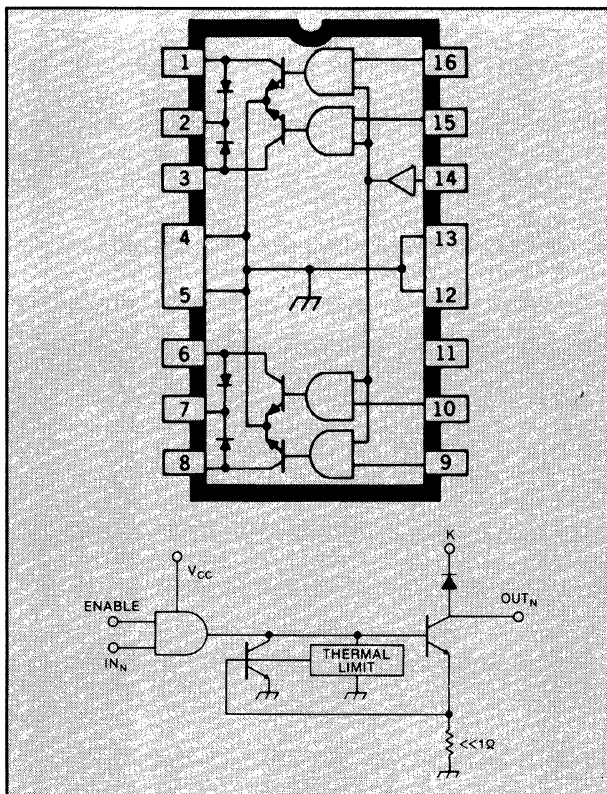 1 16
2 15
3 14
4 13
5 12
6 11
7 10
8 9
K
VCC
ENABLE
OUTN
INN
THERMAL
LIMIT
<<1Ω